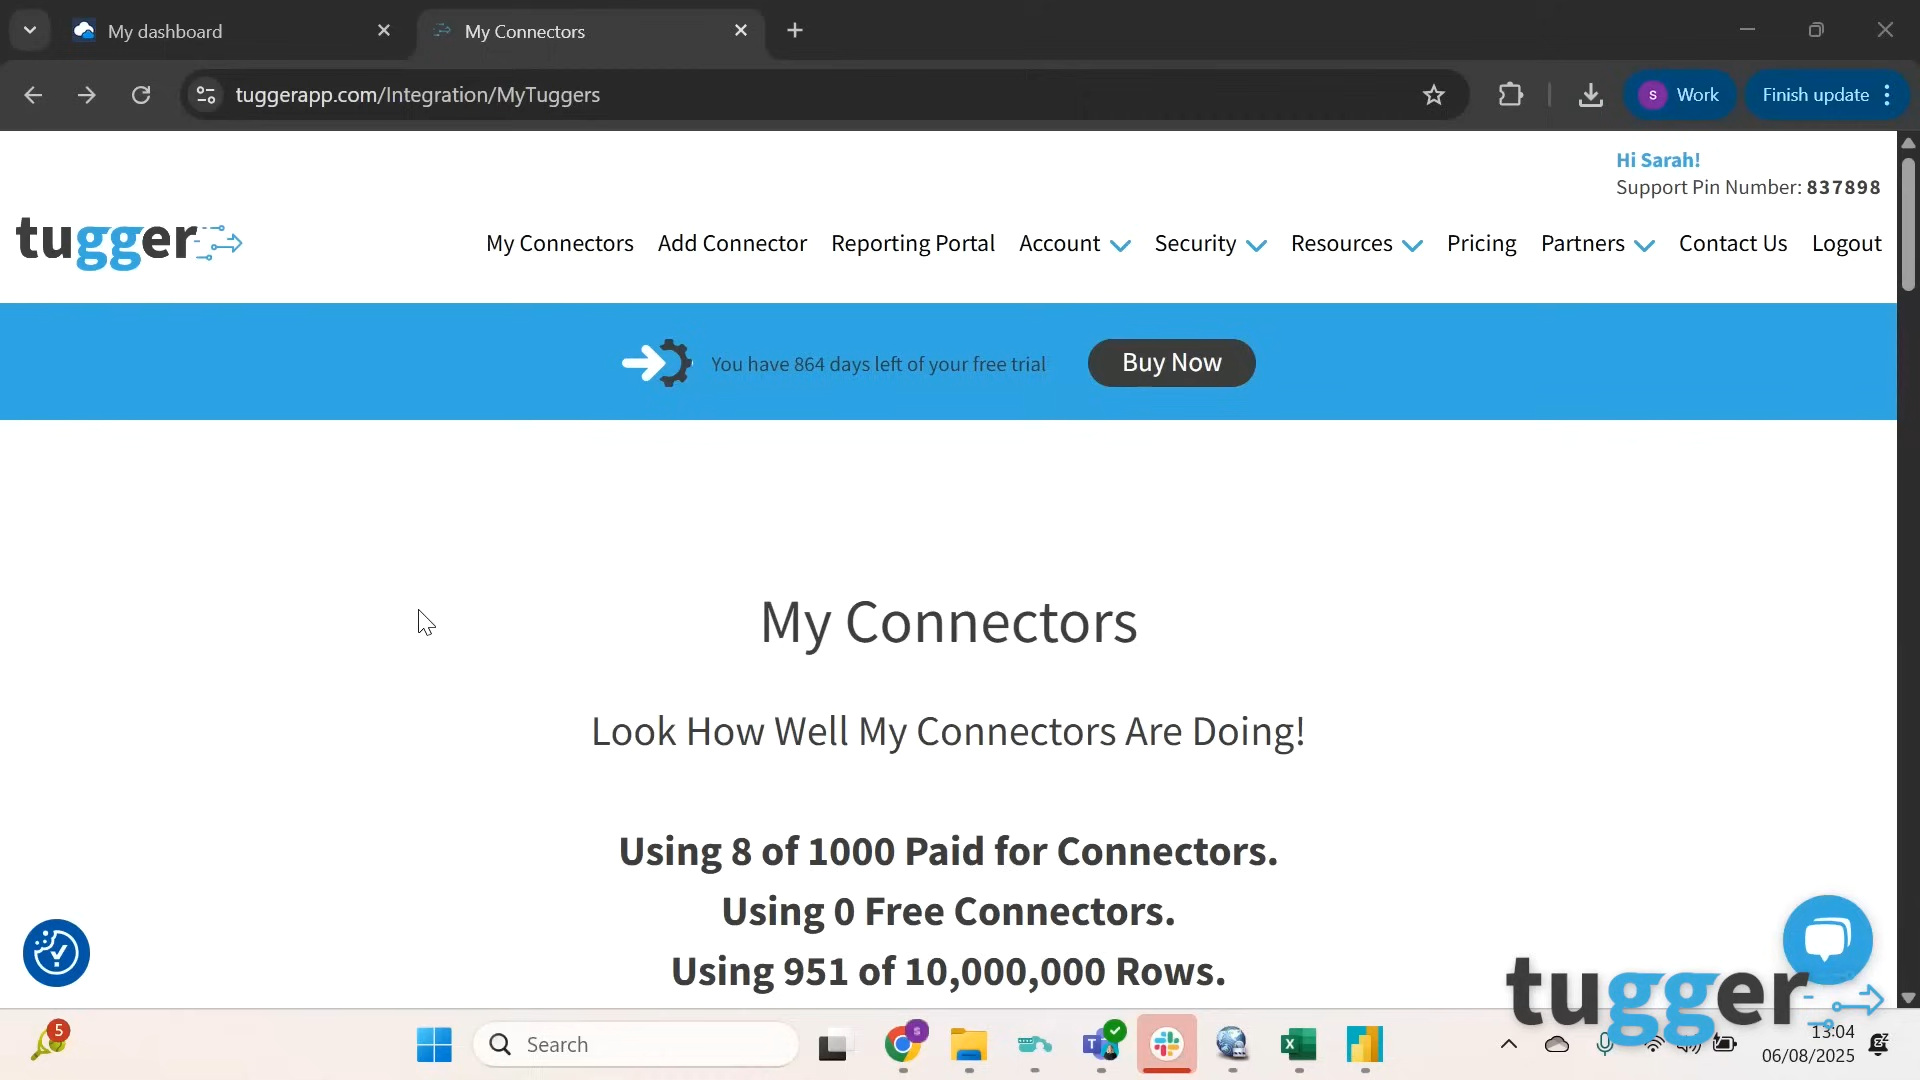 My dashboard
My Connectors
tuggerapp.com/Integration/MyTuggers
S
Work
Finish update
Hi Sarah!
Support Pin Number: 837898
tugger
My Connectors
Add Connector
Reporting Portal
Account
Security
Resources
Pricing
Partners
Contact Us
Logout
You have 864 days left of your free trial
Buy Now
My Connectors
Look How Well My Connectors Are Doing!
Using 8 of 1000 Paid for Connectors.
Using 0 Free Connectors.
Using 951 of 10,000,000 Rows.
tugger
5
Search
13:04
06/08/2025